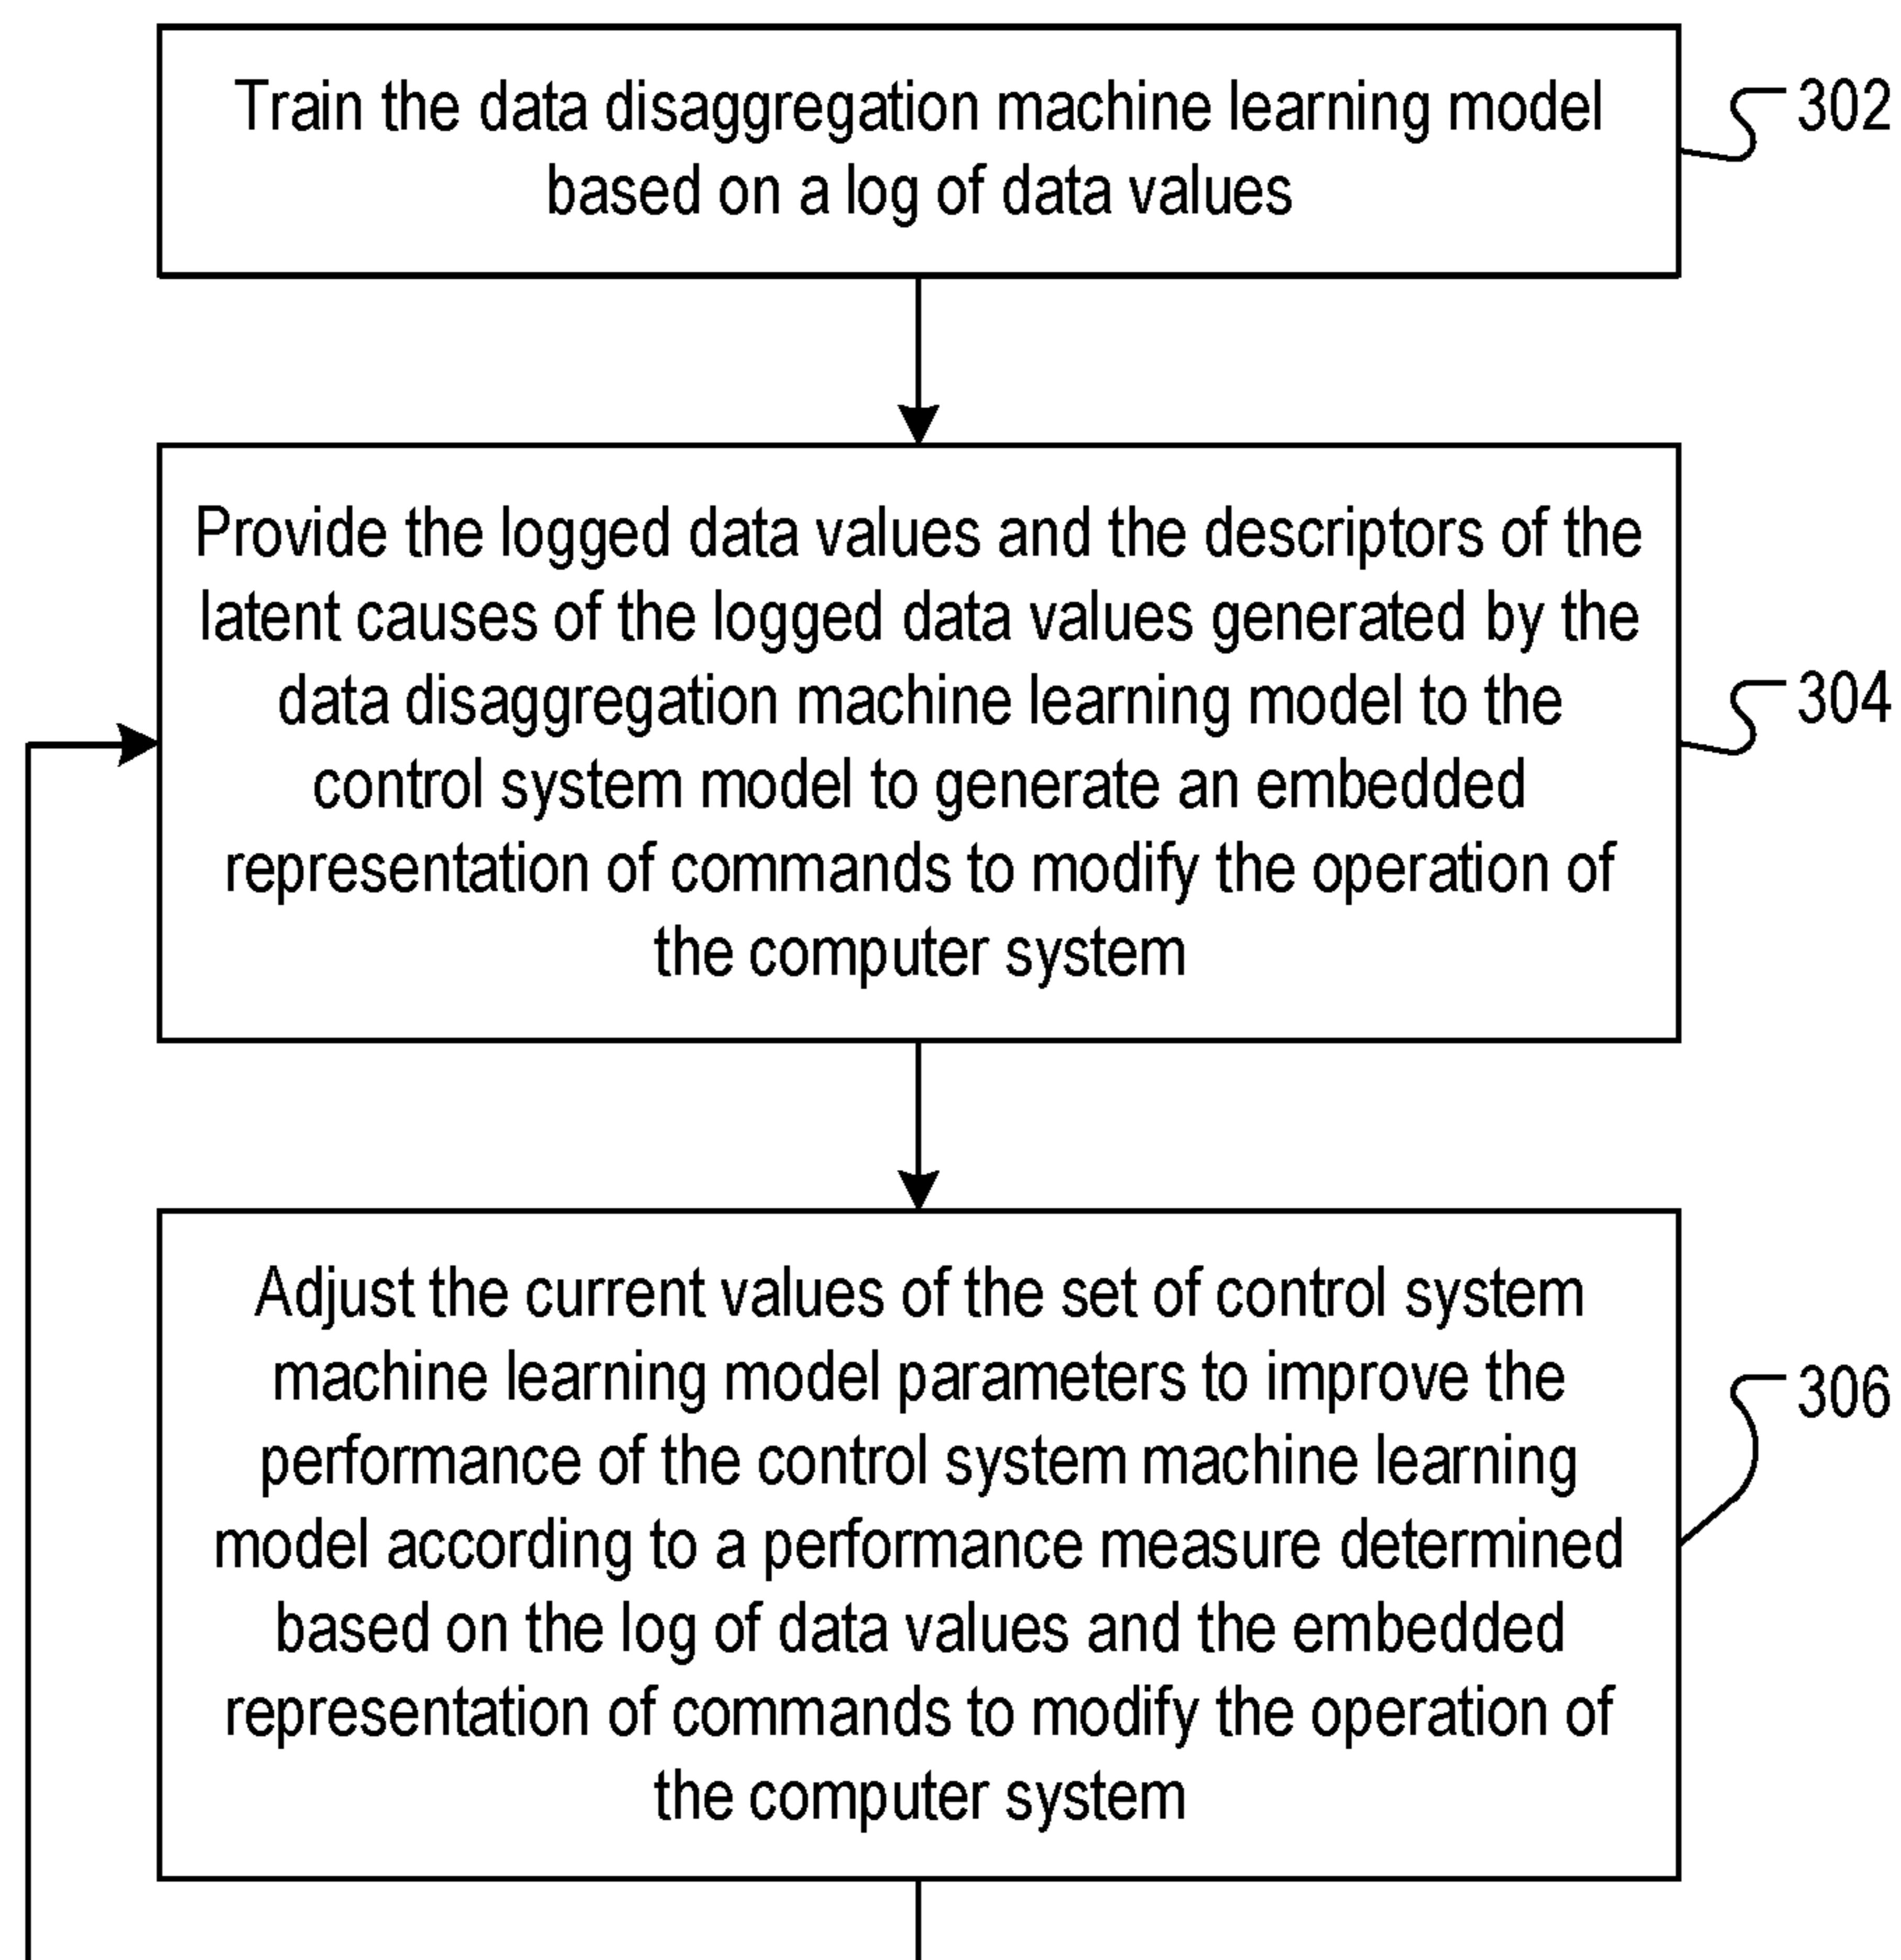 Train the data disaggregation machine learning model
based on a log of data values
302
Provide the logged data values and the descriptors of the
latent causes of the logged data values generated by the
data disaggregation machine learning model to the
control system model to generate an embedded
representation of commands to modify the operation of
the computer system
304
Adjust the current values of the set of control system
machine learning model parameters to improve the
performance of the control system machine learning
model according to a performance measure determined
based on the log of data values and the embedded
representation of commands to modify the operation of
the computer system
306